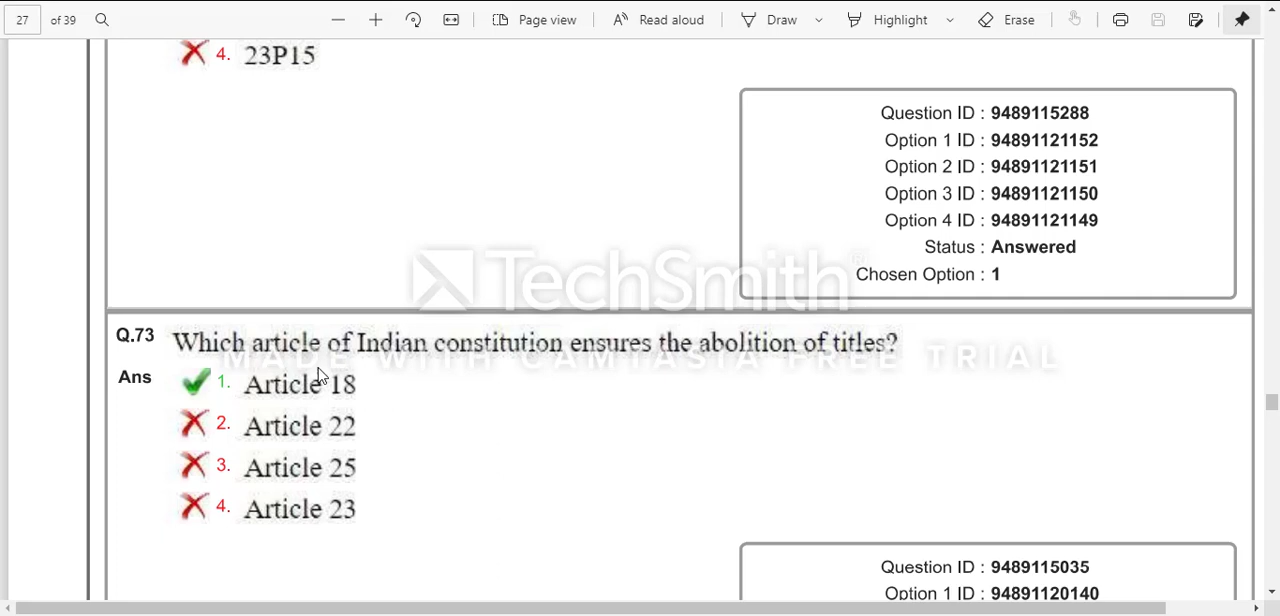 27 of 39 Page view Read aloud Draw Highlight Erase
4. 23P15
Question ID : 9489115288
Option 1 ID : 94891121152
Option 2 ID : 94891121151
Option 3 ID : 94891121150
Option 4 ID : 94891121149
Status : Answered
Chosen Option : 1
TechSmith®
MADE WITH CAMTASIA FREE TRIAL
Q.73 Which article of Indian constitution ensures the abolition of titles?
Ans 1. Article 18
2. Article 22
3. Article 25
4. Article 23
Question ID : 9489115035
Option 1 ID : 94891120140